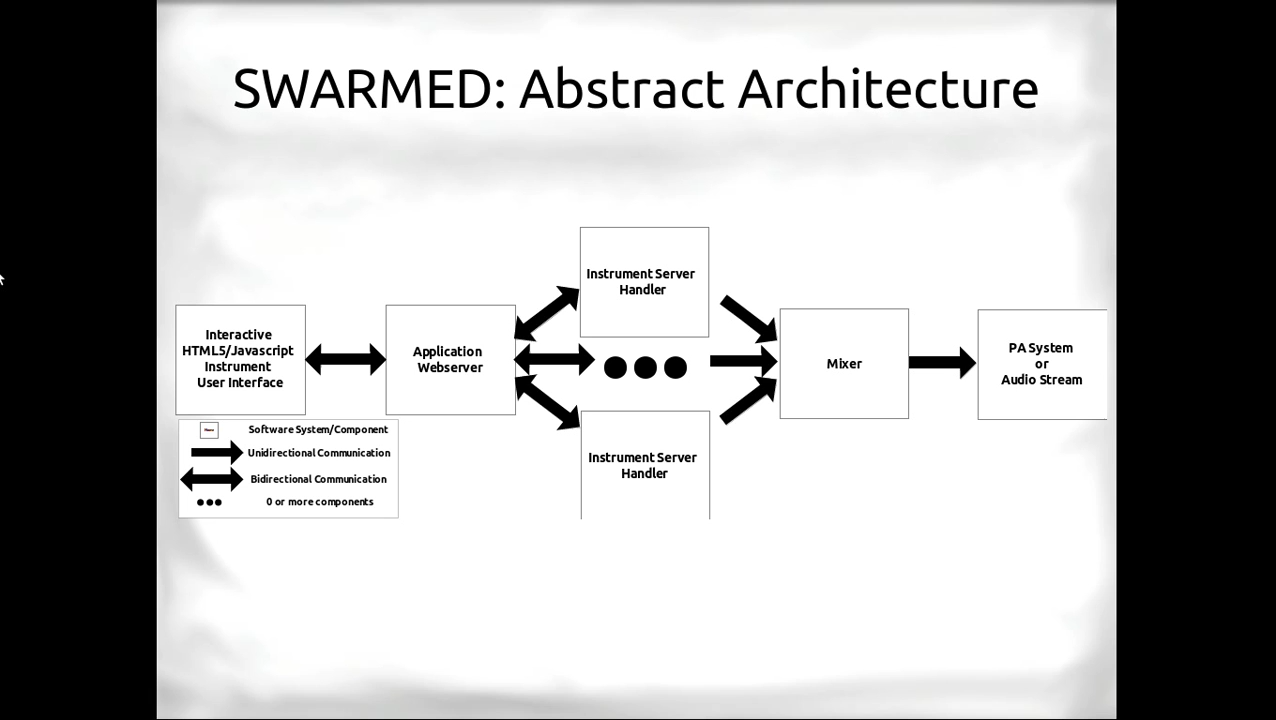 SWARMED: Abstract Architecture
Instrument Server
Handler
Interactive
HTML5/Javascript
Instrument
User Interface
Application
Webserver
Mixer
PA System
or
Audio Stream
Instrument Server
Handler
Software System/Component
Unidirectional Communication
Bidirectional Communication
0 or more components